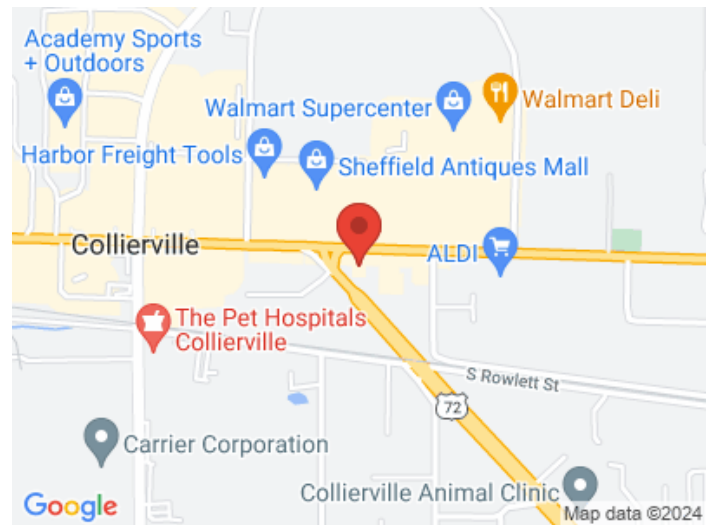 Academy Sports
+ Outdoors
Walmart Supercenter
Walmart Deli
Harbor Freight Tools
Sheffield Antiques Mall
Collierville
ALDI
The Pet Hospitals
Collierville
S Rowlett St
72
Carrier Corporation
Collierville Animal Clinic
Google
Map data ©2024